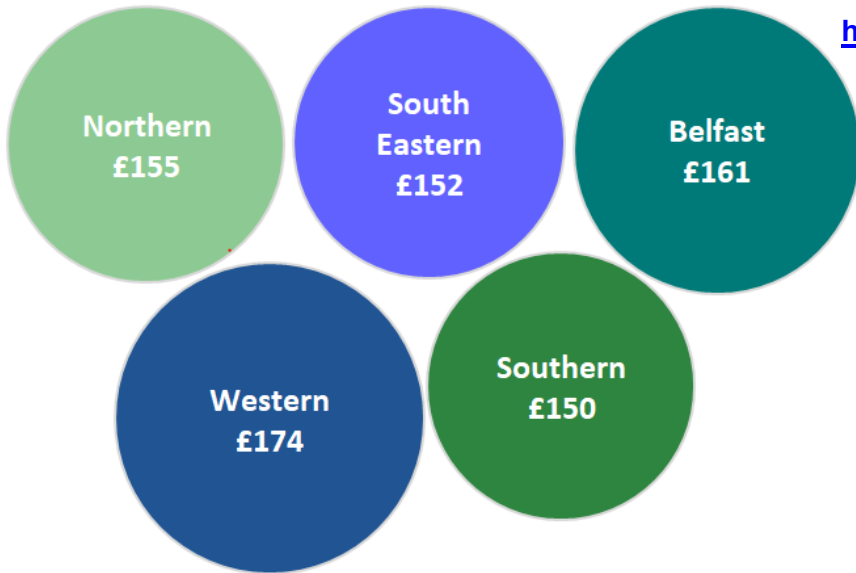 Northern
£155
South
Eastern
£152
Belfast
£161
h
Western
£174
Southern
£150